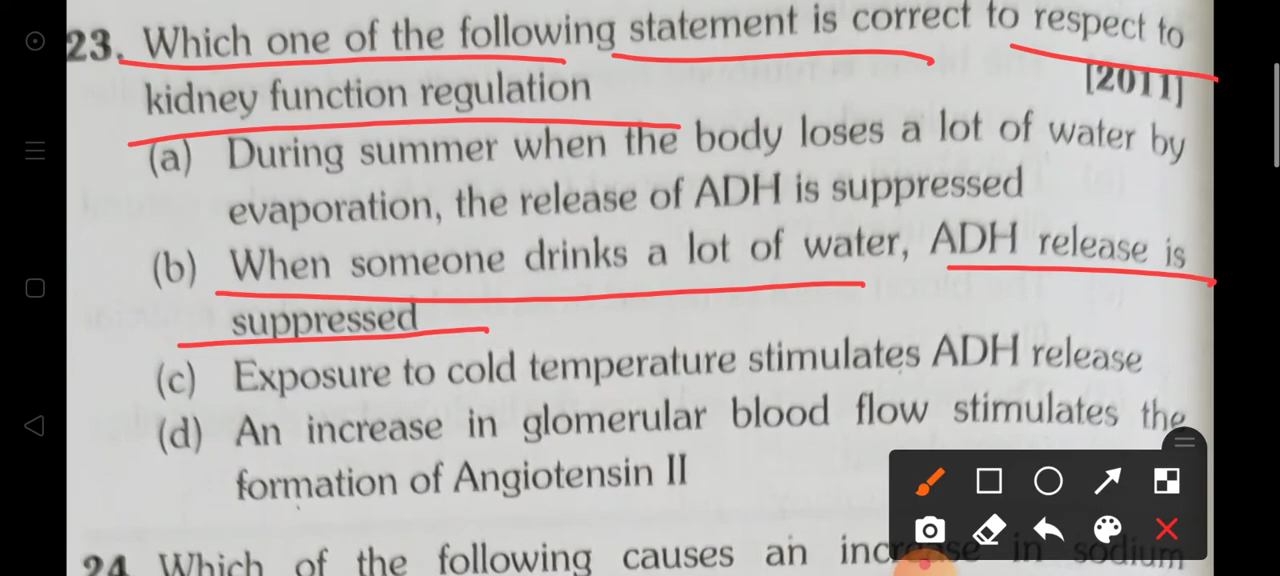 23. Which one of the following statement is correct to respect to
kidney function regulation [2011]
(a) During summer when the body loses a lot of water by
evaporation, the release of ADH is suppressed
(b) When someone drinks a lot of water, ADH release is
suppressed
(c) Exposure to cold temperature stimulates ADH release
(d) An increase in glomerular blood flow stimulates the
formation of Angiotensin II
24. Which of the following causes an increase in sodium